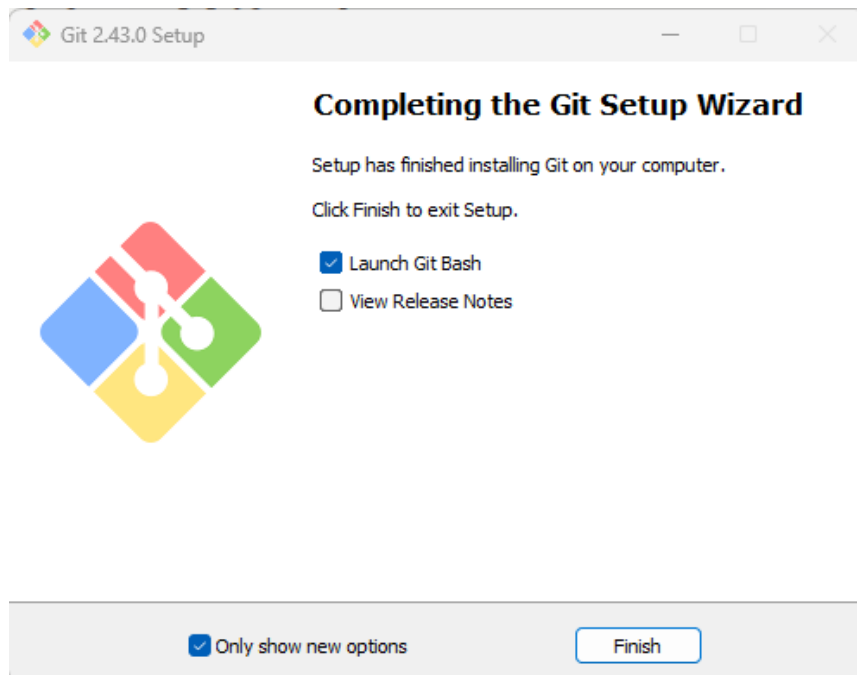 Git 2.43.0 Setup
Completing the Git Setup Wizard
Setup has finished installing Git on your computer.
Click Finish to exit Setup.
Launch Git Bash
View Release Notes
Only show new options
Finish